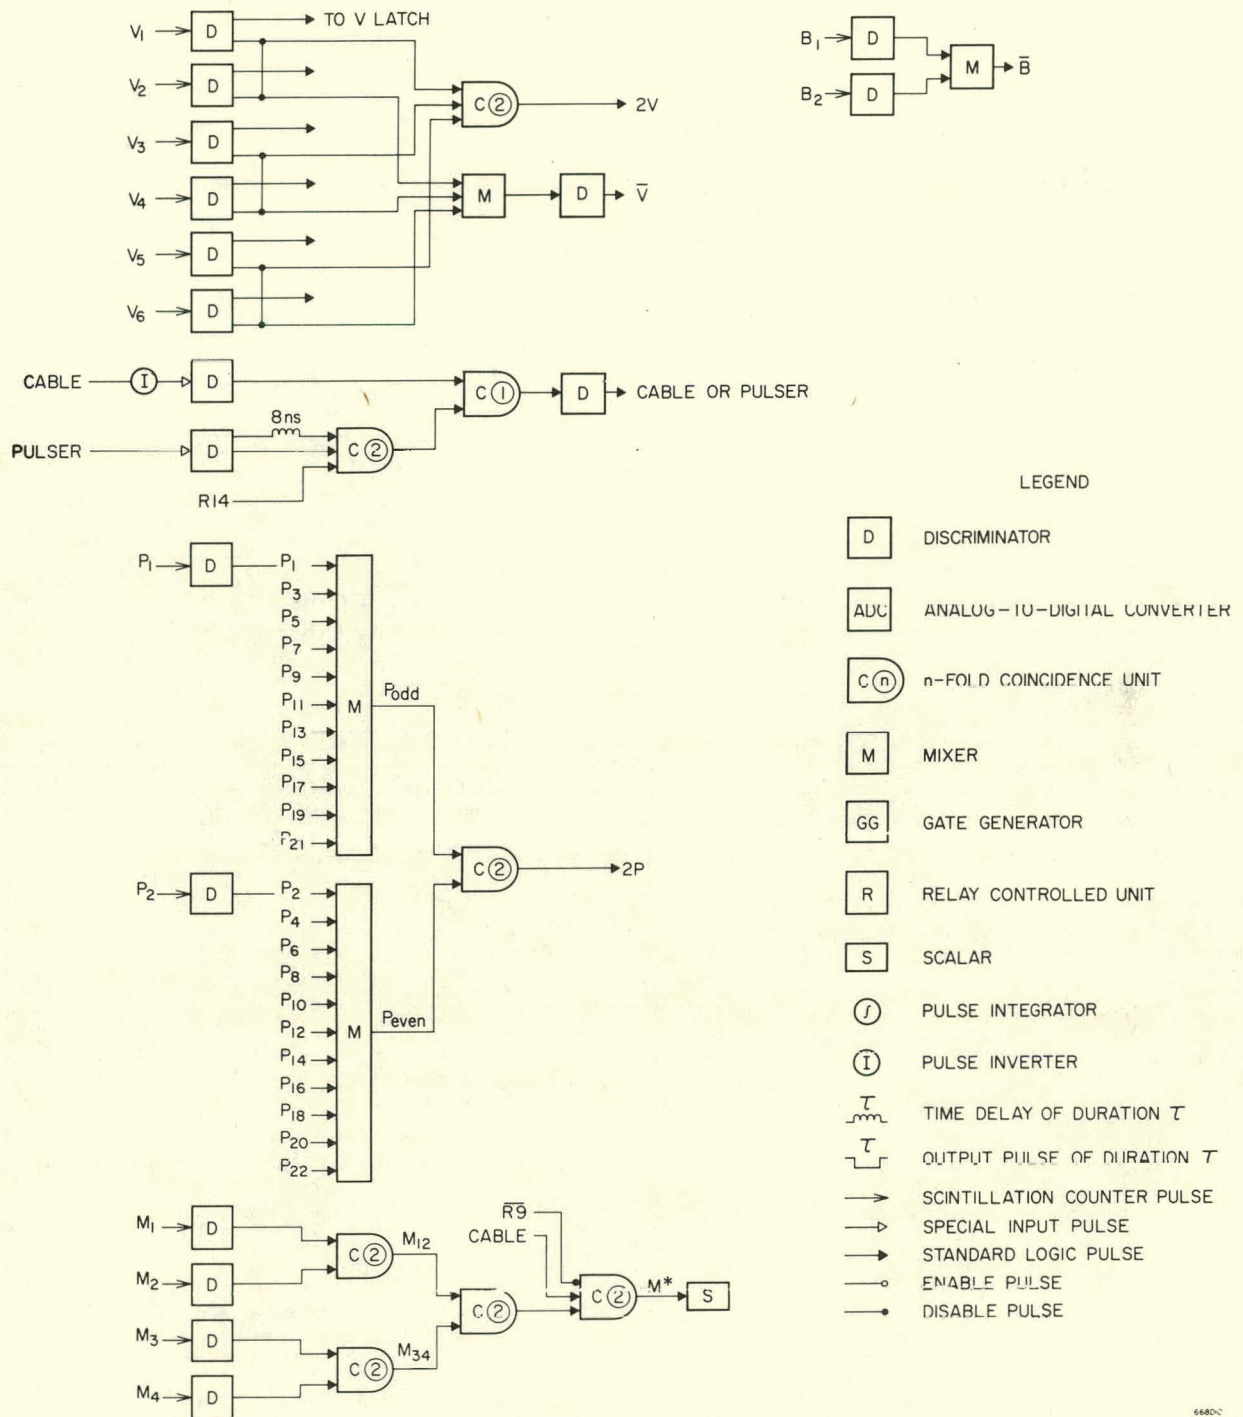 V1 D TO V LATCH
V2 D
C② 2V
V3 D
V4 D
M D V̅
V5 D
V6 D
B1 D
M B̅
B2 D
CABLE I D
C① D CABLE OR PULSER
8ns
PULSER D
C②
R14
P1 D P1
P3
P5
P7
P9
P11
M Podd
P13
P15
P17
P19
P21
C② 2P
P2 D P2
P4
P6
P8
P10
P12
M Peven
P14
P16
P18
P20
P22
M1 D
M2 D
C② M12
M3 D
M4 D
C② M34
C②
R̅9̅
CABLE
C② M* S
LEGEND
D DISCRIMINATOR
ADC ANALOG-TO-DIGITAL CONVERTER
Cⓝ n-FOLD COINCIDENCE UNIT
M MIXER
GG GATE GENERATOR
R RELAY CONTROLLED UNIT
S SCALAR
∫ PULSE INTEGRATOR
I PULSE INVERTER
τ TIME DELAY OF DURATION τ
τ OUTPUT PULSE OF DURATION τ
SCINTILLATION COUNTER PULSE
SPECIAL INPUT PULSE
STANDARD LOGIC PULSE
ENABLE PULSE
DISABLE PULSE